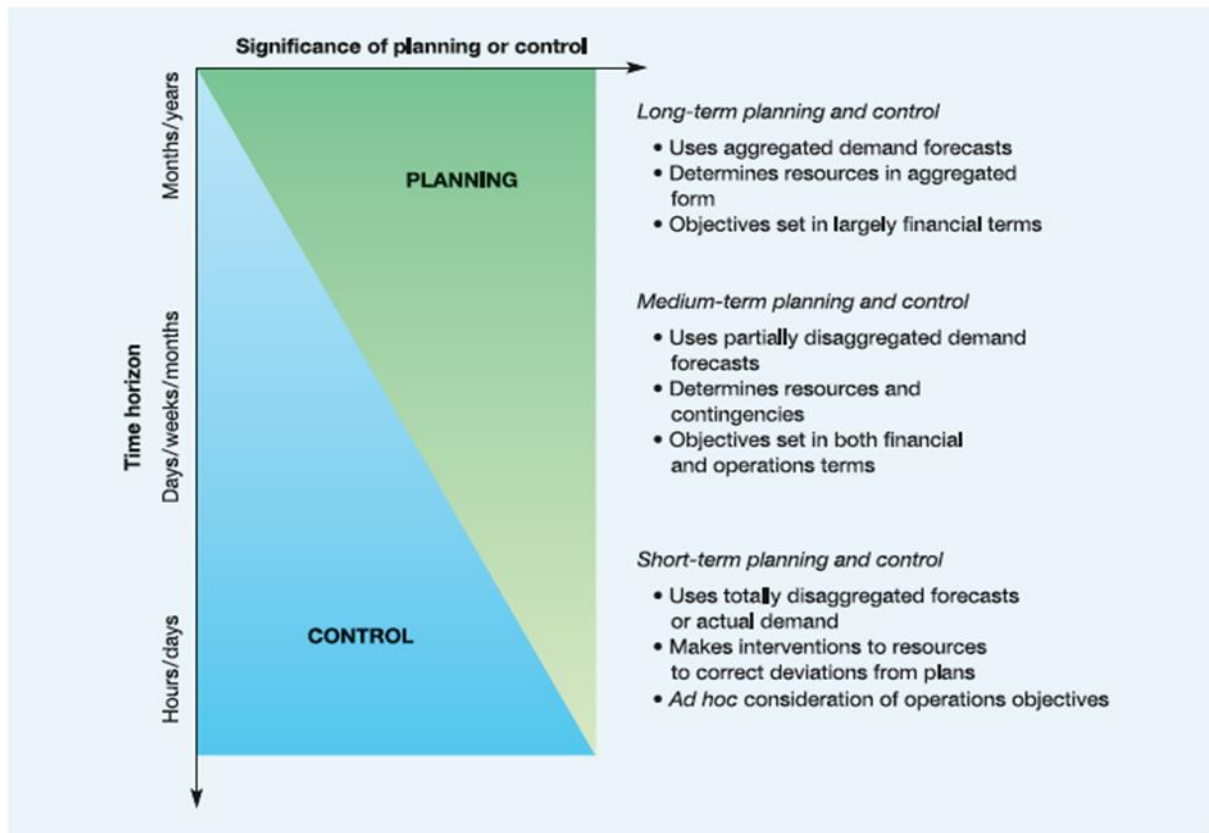 Significance of planning or control
Months/years
PLANNING
Long-term planning and control
• Uses aggregated demand forecasts
• Determines resources in aggregated
form
• Objectives set in largely financial terms
Time horizon
Days/weeks/months
Medium-term planning and control
• Uses partially disaggregated demand
forecasts
• Determines resources and
contingencies
• Objectives set in both financial
and operations terms
Hours/days
CONTROL
Short-term planning and control
• Uses totally disaggregated forecasts
or actual demand
• Makes interventions to resources
to correct deviations from plans
• Ad hoc consideration of operations objectives